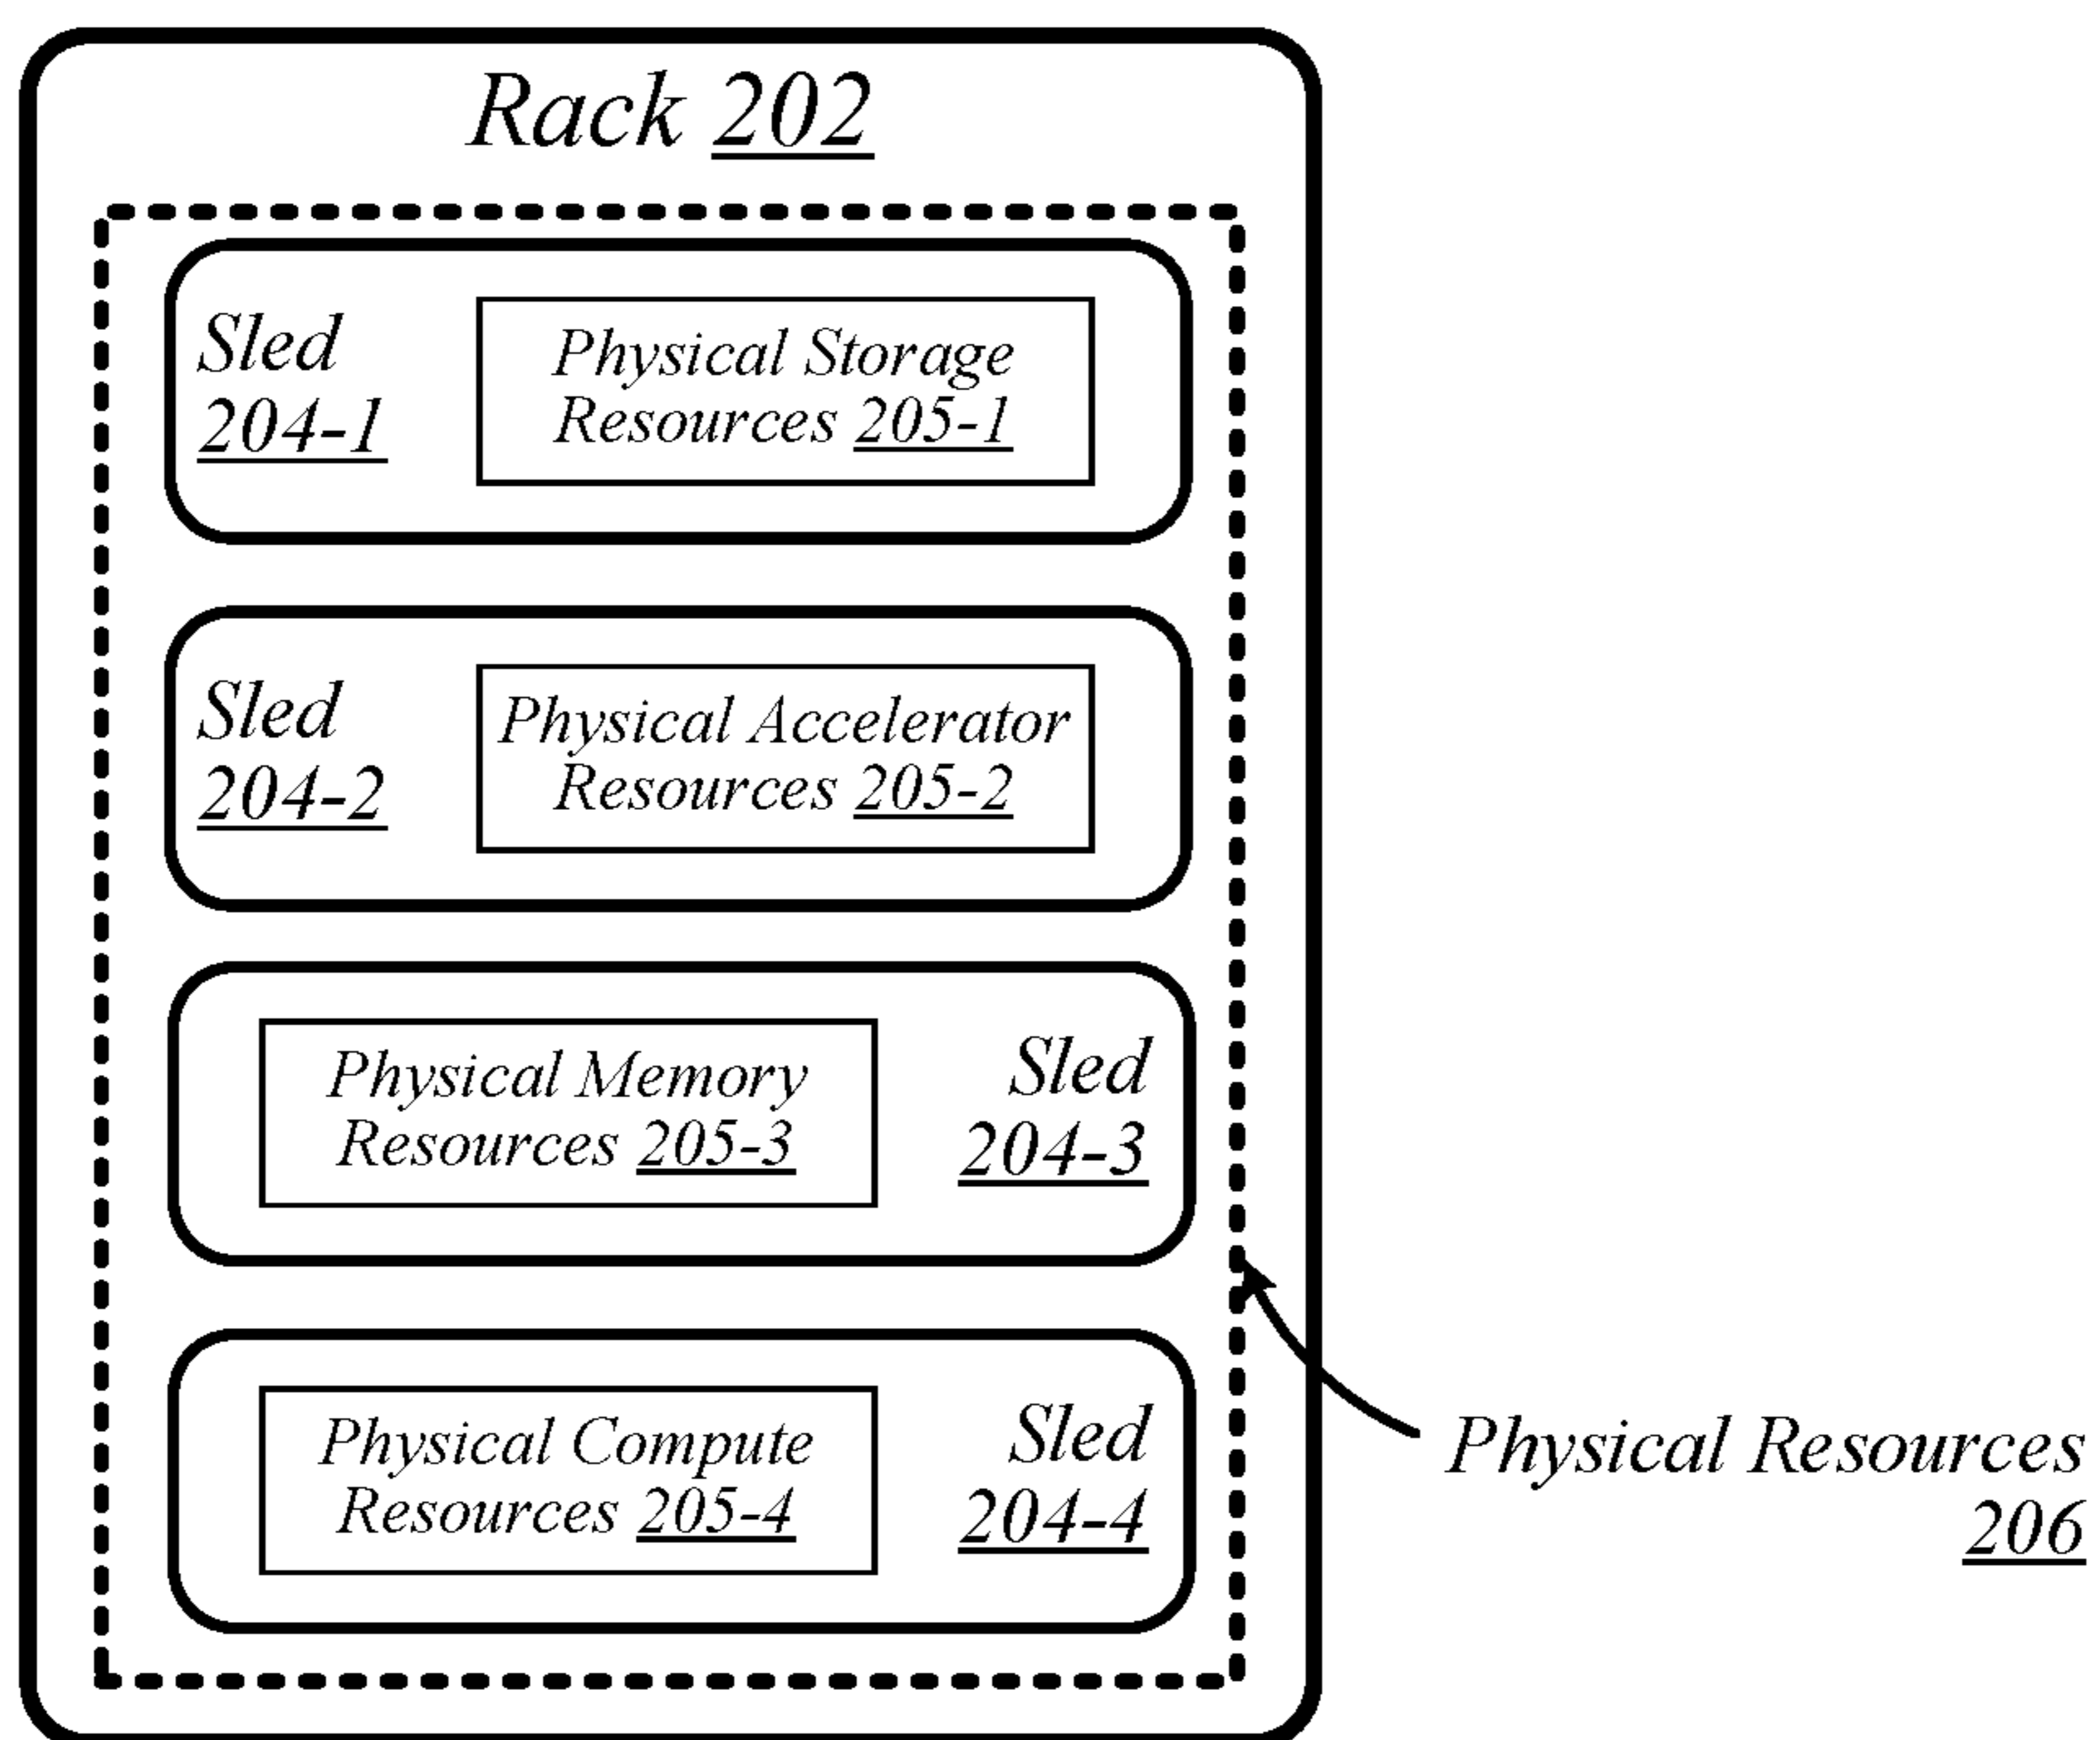 Rack 202
Sled
204-1
Physical Storage
Resources 205-1
Sled
204-2
Physical Accelerator
Resources 205-2
Physical Memory
Resources 205-3
Sled
204-3
Physical Compute
Resources 205-4
Sled
204-4
Physical Resources
206